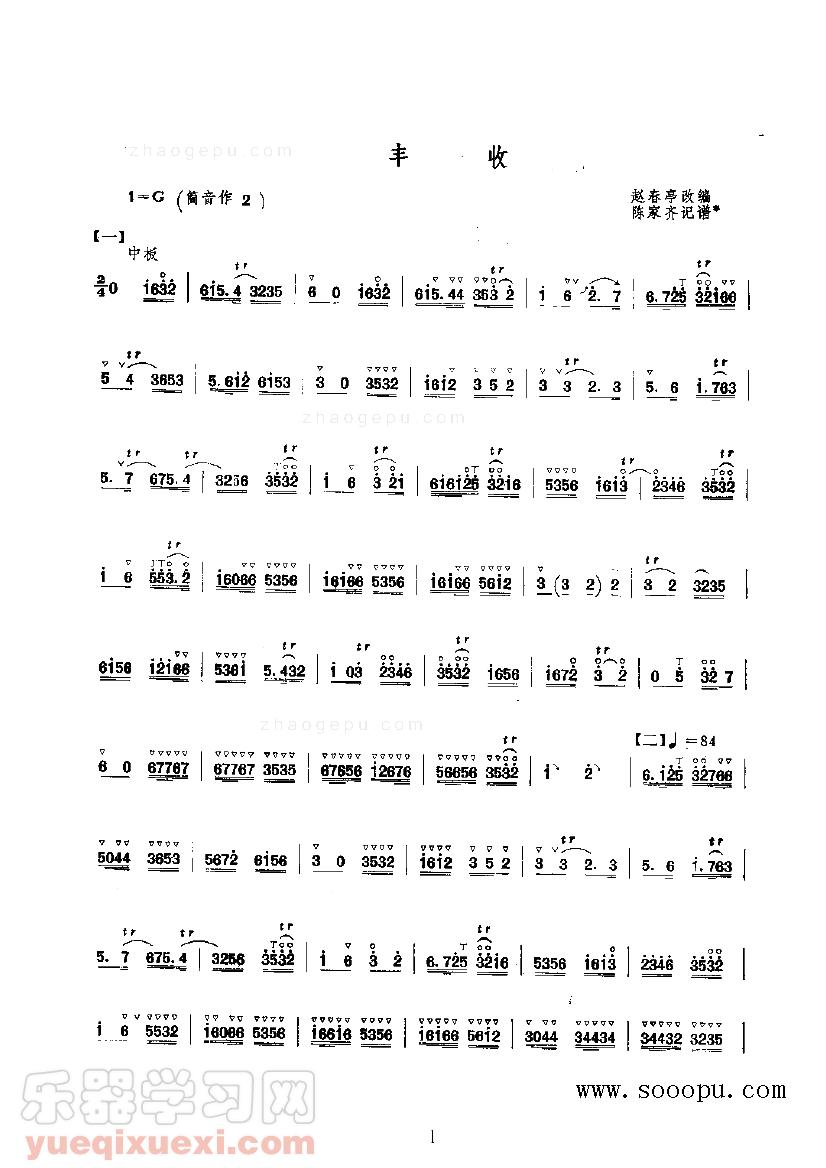 zhaogepu.com
丰 收
1=G (筒音作 2)
赵春亭改编
陈家齐记谱*
【一】
中板
2/4 0 1632 | 615.4 3235 | 6 0 1632 | 615.44 353 2 | 1 6 2. 7 | 6.725 32166 |
5 4 3653 | 5.612 6153 | 3 0 3532 | 1612 3 5 2 | 3 3 2. 3 | 5. 6 1.763 |
zhaogepu.com
5. 7 675.4 | 3256 3532 | 1 6 3 21 | 616125 3216 | 5356 1613 | 2346 3532 |
1 6 553.2 | 16066 5356 | 16166 5356 | 16166 5612 | 3 (3 2) 2 | 3 2 3235 |
6156 12166 | 5361 5.432 | 1 03 2346 | 3532 1656 | 1672 3 2 | 0 5 32 7 |
zhaogepu.com
【二】♩=84
6 0 67767 | 67767 3535 | 67656 12676 | 56656 3532 | 1 2 | 6.125 32766 |
5044 3653 | 5672 6156 | 3 0 3532 | 1612 3 5 2 | 3 3 2. 3 | 5. 6 1.763 |
5. 7 675.4 | 3256 3532 | 1 6 3 2 | 6.725 3216 | 5356 1613 | 2346 3532 |
1 6 5532 | 16066 5356 | 16616 5356 | 16166 5612 | 3044 34434 | 34432 3235 |
乐器学习网
yueqixuexi.com
www.sooopu.com
1